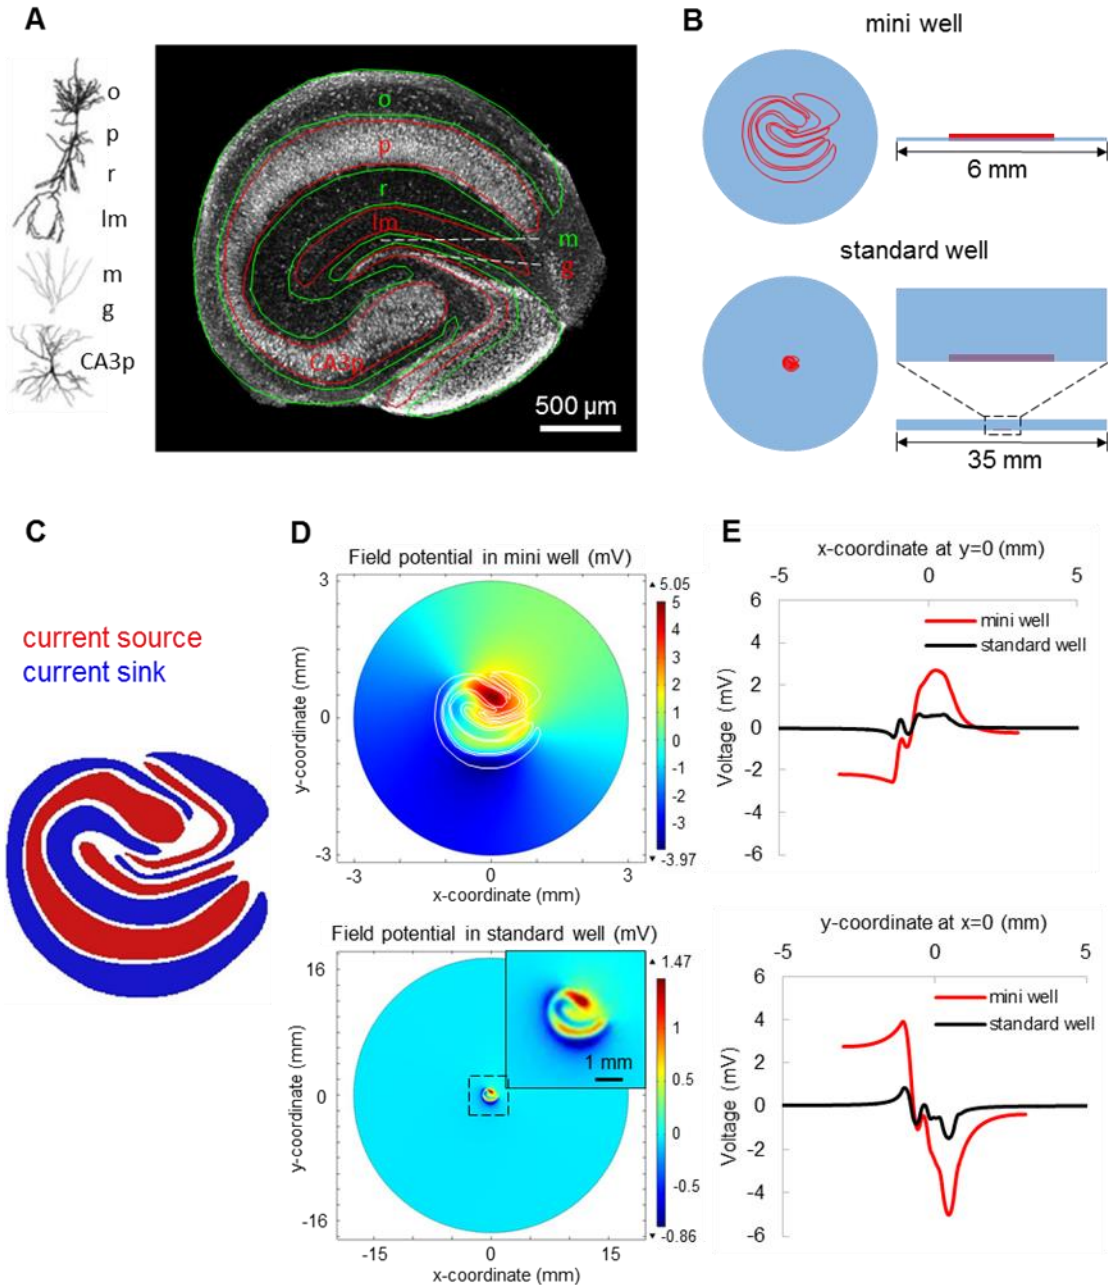 A
o
p
r
lm
m
g
CA3p
o
p
r
lm
m
g
CA3p
500 µm
B
mini well
6 mm
standard well
35 mm
C
current source
current sink
D
Field potential in mini well (mV)
3
0
-3
y-coordinate (mm)
-3
0
3
x-coordinate (mm)
▲ 5.05
5
4
3
2
1
0
-1
-2
-3
▼ -3.97
Field potential in standard well (mV)
16
0
-16
y-coordinate (mm)
-15
0
15
x-coordinate (mm)
1 mm
▲ 1.47
1
0.5
0
-0.5
▼ -0.86
E
x-coordinate at y=0 (mm)
-5
0
5
6
4
2
0
-2
-4
-6
Voltage (mV)
mini well
standard well
y-coordinate at x=0 (mm)
-5
0
5
6
4
2
0
-2
-4
-6
Voltage (mV)
mini well
standard well